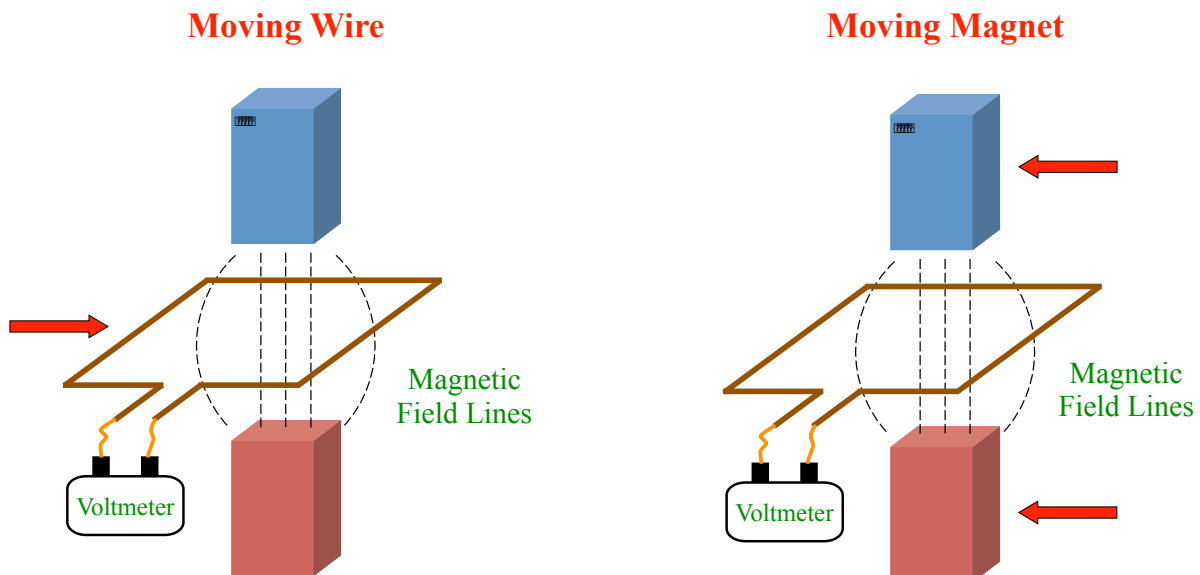 Moving Wire
Magnetic
Field Lines
Voltmeter
Moving Magnet
Magnetic
Field Lines
Voltmeter